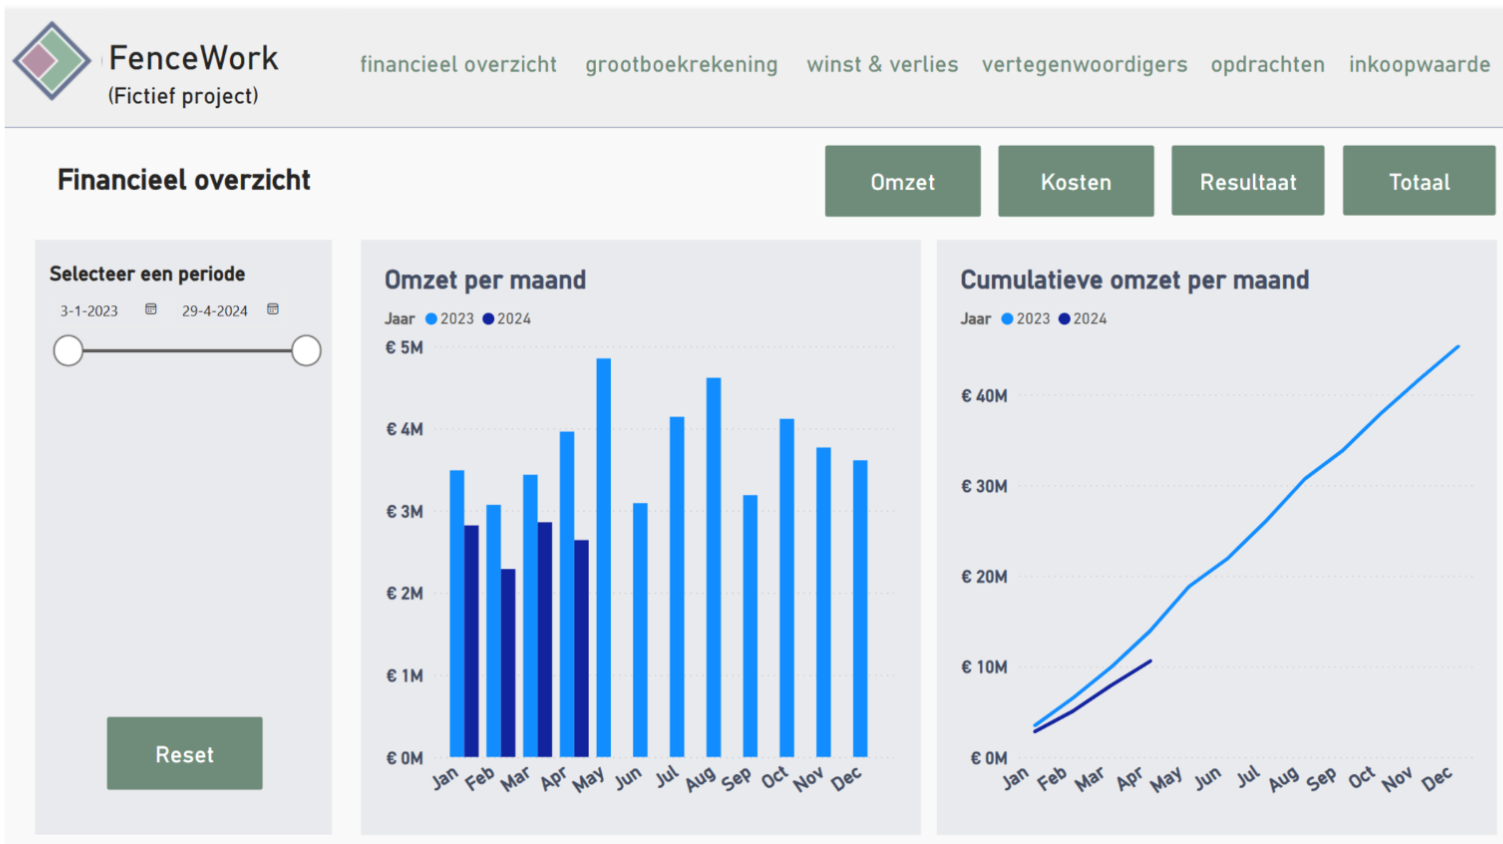 FenceWork
(Fictief project)
financieel overzicht grootboekrekening winst & verlies vertegenwoordigers opdrachten inkoopwaarde
Financieel overzicht
Omzet Kosten Resultaat Totaal
Selecteer een periode
3-1-2023 29-4-2024
Reset
Omzet per maand
Jaar 2023 2024
€ 5M
€ 4M
€ 3M
€ 2M
€ 1M
€ 0M
Jan Feb Mar Apr May Jun Jul Aug Sep Oct Nov Dec
Cumulatieve omzet per maand
Jaar 2023 2024
€ 40M
€ 30M
€ 20M
€ 10M
€ 0M
Jan Feb Mar Apr May Jun Jul Aug Sep Oct Nov Dec